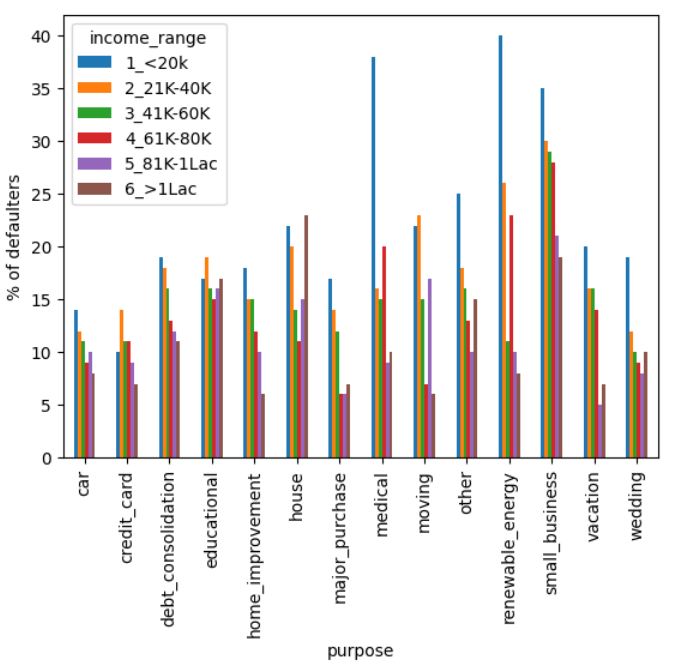 income_range
1_<20k
2_21K-40K
3_41K-60K
4_61K-80K
5_81K-1Lac
6_>1Lac
% of defaulters
40
35
30
25
20
15
10
5
0
car
credit_card
debt_consolidation
educational
home_improvement
house
major_purchase
medical
moving
other
renewable_energy
small_business
vacation
wedding
purpose